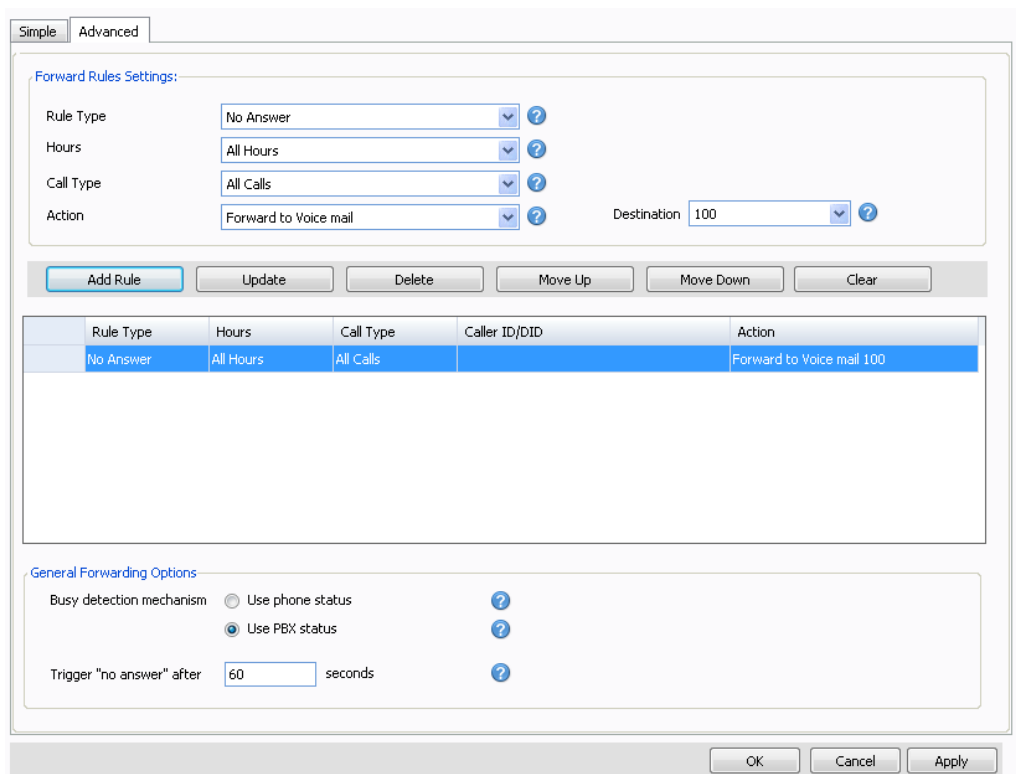 Simple Advanced
Forward Rules Settings:
Rule Type No Answer ?
Hours All Hours ?
Call Type All Calls ?
Action Forward to Voice mail ? Destination 100 ?
Add Rule Update Delete Move Up Move Down Clear
Rule Type Hours Call Type Caller ID/DID Action
No Answer All Hours All Calls Forward to Voice mail 100
General Forwarding Options
Busy detection mechanism Use phone status ?
Use PBX status ?
Trigger "no answer" after 60 seconds ?
OK Cancel Apply